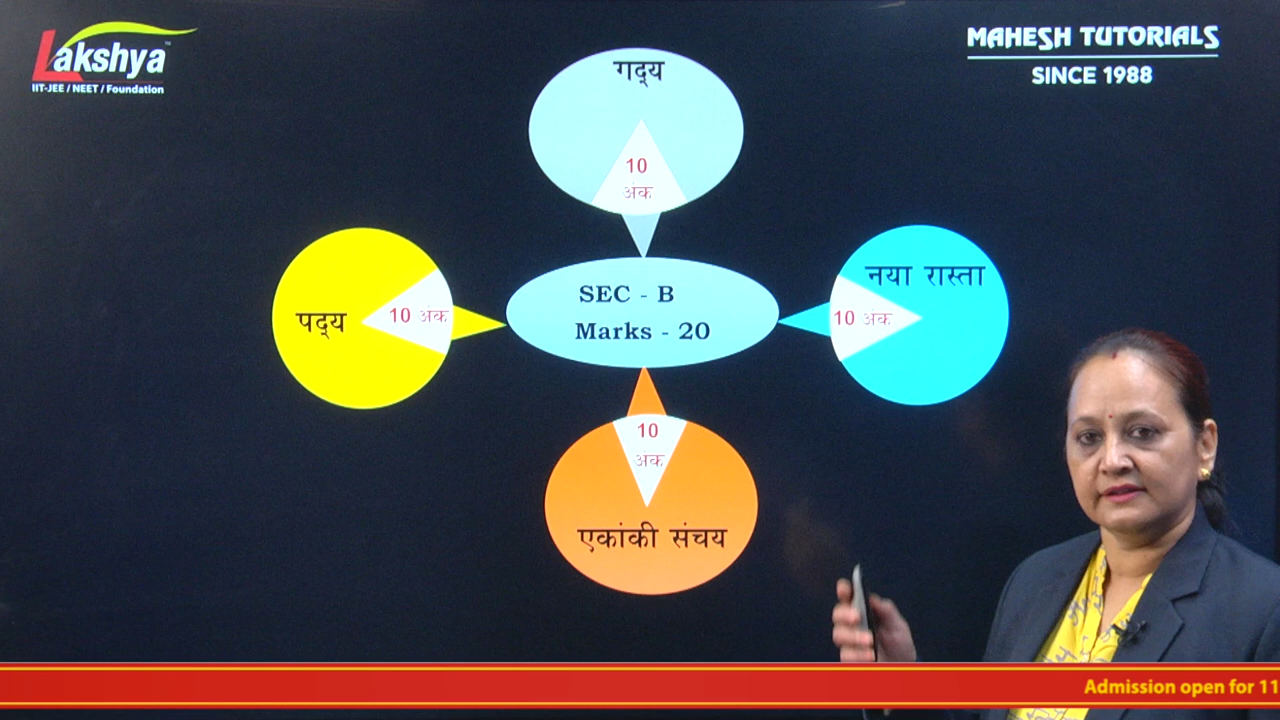 Lakshya
IIT-JEE / NEET / Foundation
MAHESH TUTORIALS
SINCE 1988
गद्‌य
10
अंक
पद्‌य
10 अंक
SEC - B
Marks - 20
नया रास्ता
10 अंक
10
अंक
एकांकी संचय
Admission open for 11